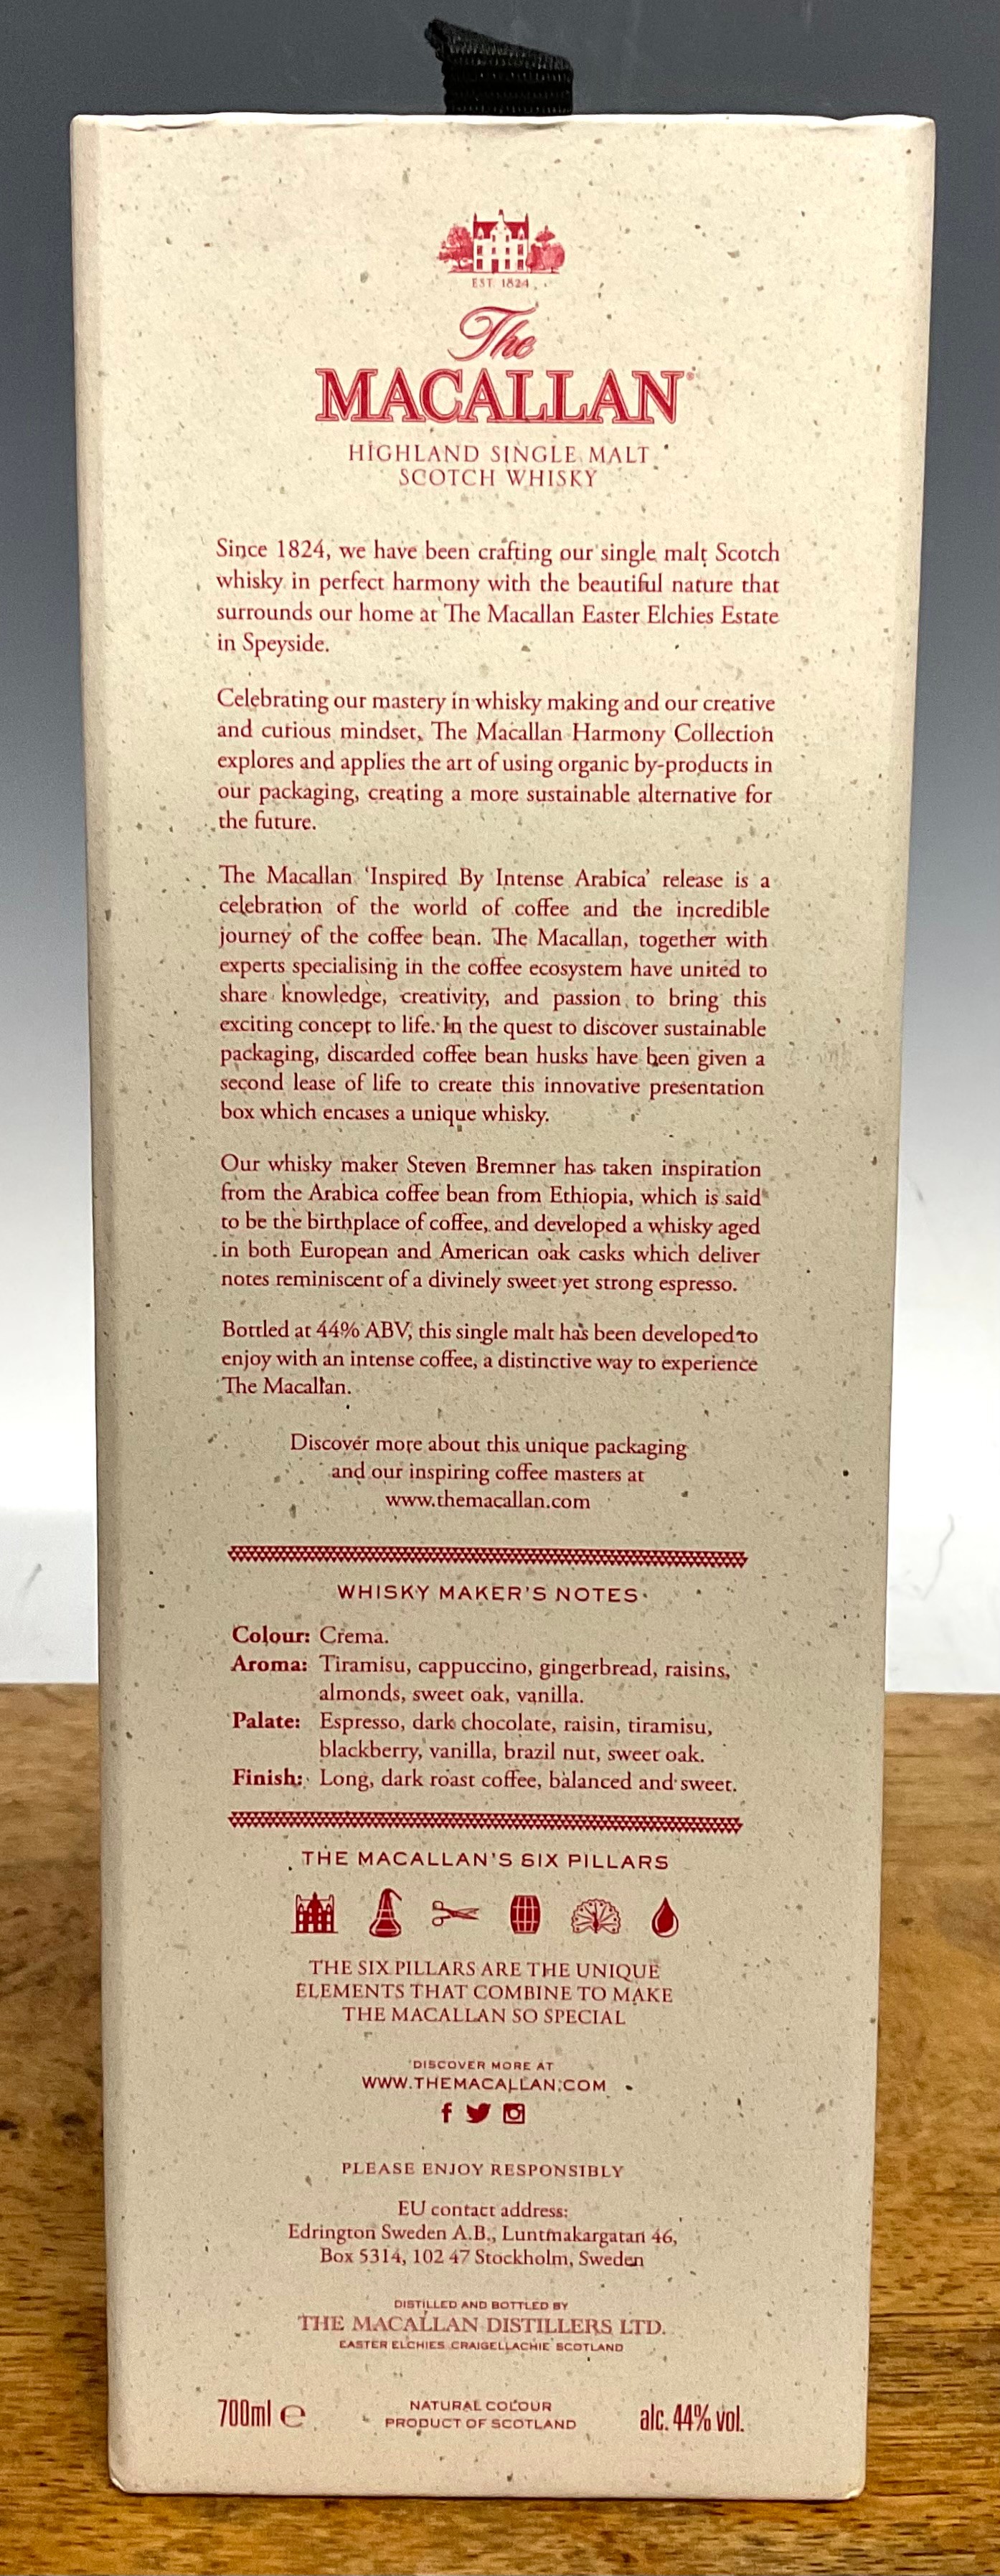 EST. 1824
The
MACALLAN®
HIGHLAND SINGLE MALT
SCOTCH WHISKY
Since 1824, we have been crafting our single malt Scotch
whisky in perfect harmony with the beautiful nature that
surrounds our home at The Macallan Easter Elchies Estate
in Speyside.
Celebrating our mastery in whisky making and our creative
and curious mindset, The Macallan Harmony Collection
explores and applies the art of using organic by-products in
our packaging, creating a more sustainable alternative for
the future.
The Macallan ‘Inspired By Intense Arabica’ release is a
celebration of the world of coffee and the incredible
journey of the coffee bean. The Macallan, together with
experts specialising in the coffee ecosystem have united to
share knowledge, creativity, and passion to bring this
exciting concept to life. In the quest to discover sustainable
packaging, discarded coffee bean husks have been given a
second lease of life to create this innovative presentation
box which encases a unique whisky.
Our whisky maker Steven Bremner has taken inspiration
from the Arabica coffee bean from Ethiopia, which is said
to be the birthplace of coffee, and developed a whisky aged
in both European and American oak casks which deliver
notes reminiscent of a divinely sweet yet strong espresso.
Bottled at 44% ABV, this single malt has been developed to
enjoy with an intense coffee, a distinctive way to experience
The Macallan.
Discover more about this unique packaging
and our inspiring coffee masters at
www.themacallan.com
WHISKY MAKER'S NOTES
Colour: Crema.
Aroma: Tiramisu, cappuccino, gingerbread, raisins,
almonds, sweet oak, vanilla.
Palate: Espresso, dark chocolate, raisin, tiramisu,
blackberry, vanilla, brazil nut, sweet oak.
Finish: Long, dark roast coffee, balanced and sweet.
THE MACALLAN'S SIX PILLARS
THE SIX PILLARS ARE THE UNIQUE
ELEMENTS THAT COMBINE TO MAKE
THE MACALLAN SO SPECIAL
DISCOVER MORE AT
WWW.THEMACALLAN.COM
PLEASE ENJOY RESPONSIBLY
EU contact address:
Edrington Sweden A.B., Luntmakargatan 46,
Box 5314, 102 47 Stockholm, Sweden
DISTILLED AND BOTTLED BY
THE MACALLAN DISTILLERS LTD.
EASTER ELCHIES CRAIGELLACHIE SCOTLAND
700ml ℮ NATURAL COLOUR alc. 44% vol.
PRODUCT OF SCOTLAND